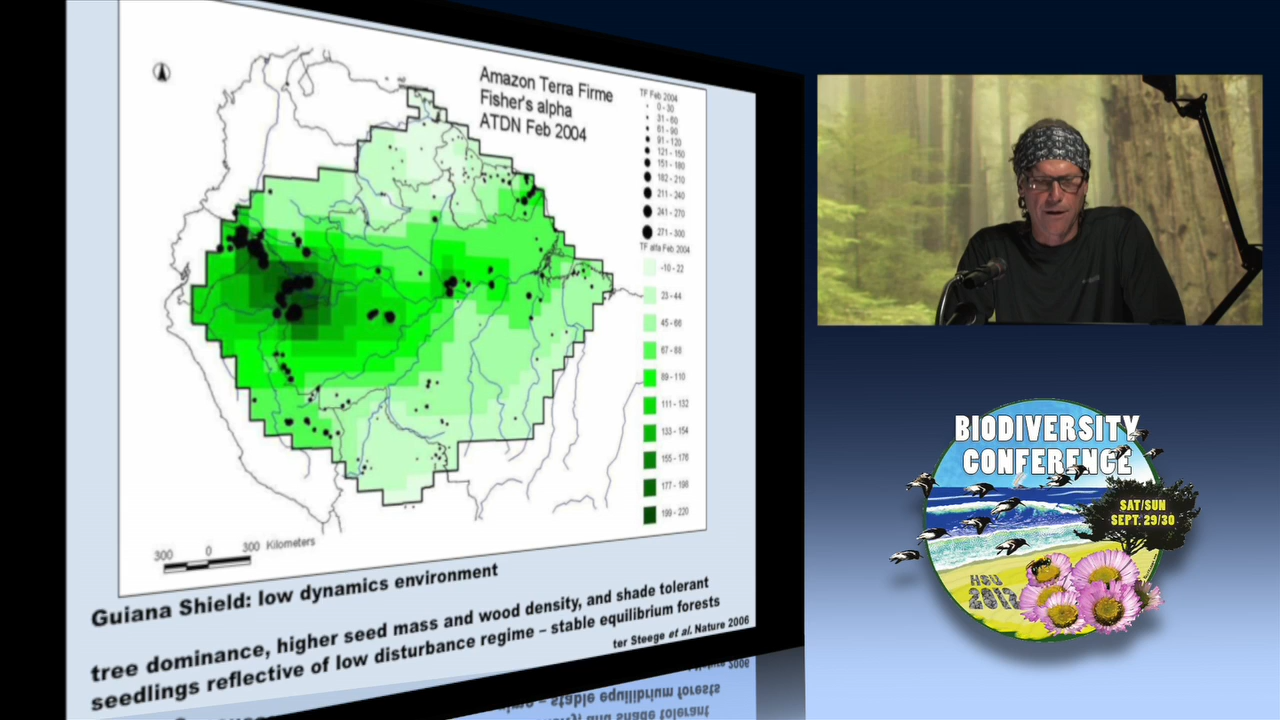 Amazon Terra Firme
Fisher's alpha
ATDN Feb 2004
TF Feb 2004
0 - 30
31 - 60
61 - 90
91 - 120
121 - 150
151 - 180
182 - 210
211 - 240
241 - 270
271 - 300
TF alfa Feb 2004
-10 - 22
23 - 44
45 - 66
67 - 88
89 - 110
111 - 132
133 - 154
155 - 176
177 - 198
199 - 220
300 0 300 Kilometers
Guiana Shield: low dynamics environment
tree dominance, higher seed mass and wood density, and shade tolerant
seedlings reflective of low disturbance regime – stable equilibrium forests
ter Steege et al. Nature 2006
BIODIVERSITY
CONFERENCE
SAT/SUN
SEPT. 29/30
HSU
2012